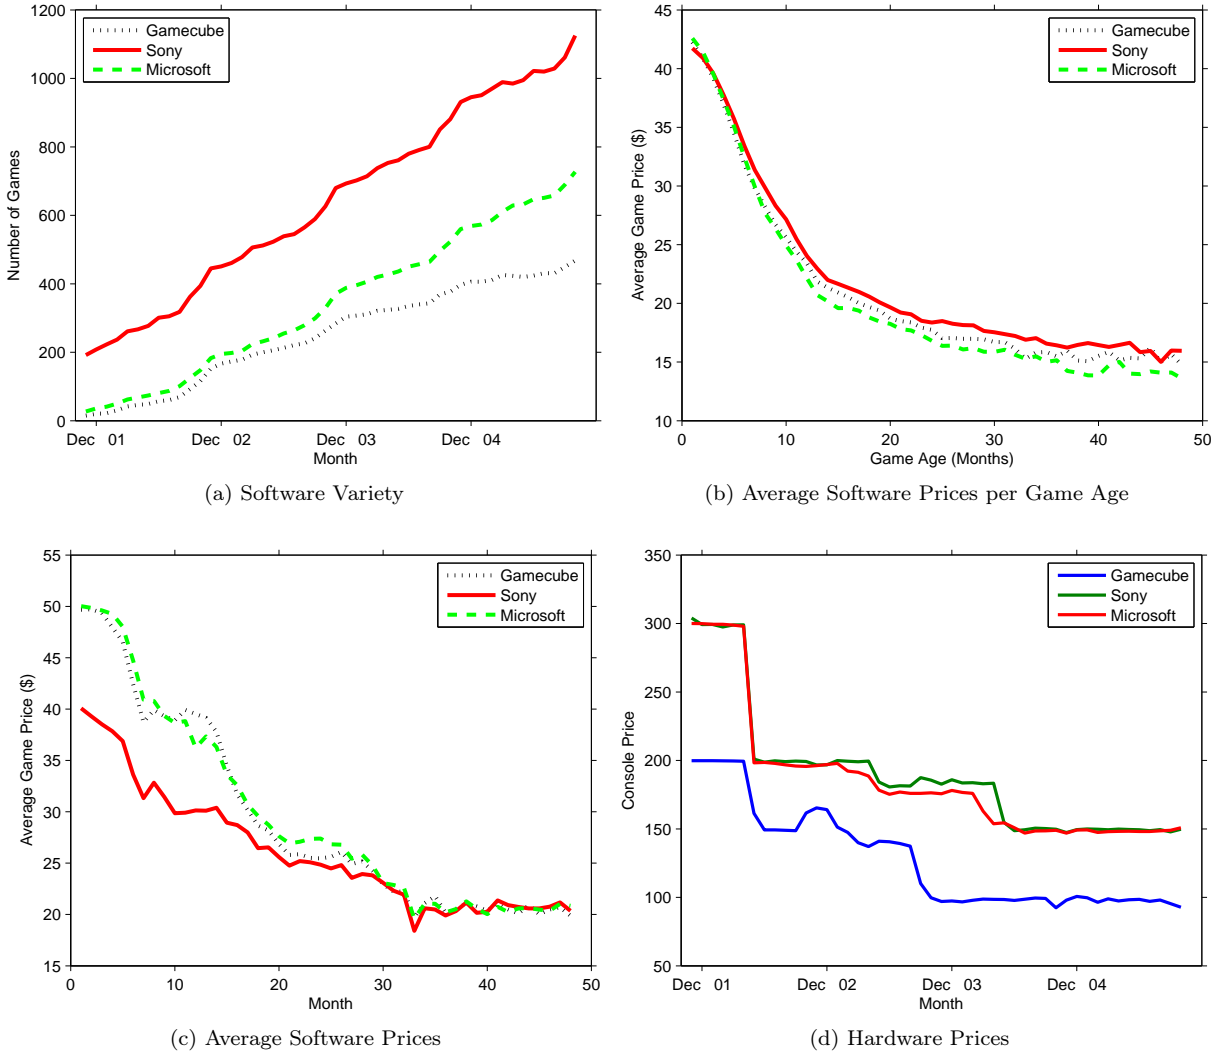 1200
1000
800
600
400
200
0
Number of Games
Gamecube
Sony
Microsoft
Dec 01
Dec 02
Dec 03
Dec 04
Month
(a) Software Variety
45
40
35
30
25
20
15
10
Average Game Price ($)
Gamecube
Sony
Microsoft
0
10
20
30
40
50
Game Age (Months)
(b) Average Software Prices per Game Age
55
50
45
40
35
30
25
20
15
Average Game Price ($)
Gamecube
Sony
Microsoft
0
10
20
30
40
50
Month
(c) Average Software Prices
350
300
250
200
150
100
50
Console Price
Gamecube
Sony
Microsoft
Dec 01
Dec 02
Dec 03
Dec 04
Month
(d) Hardware Prices